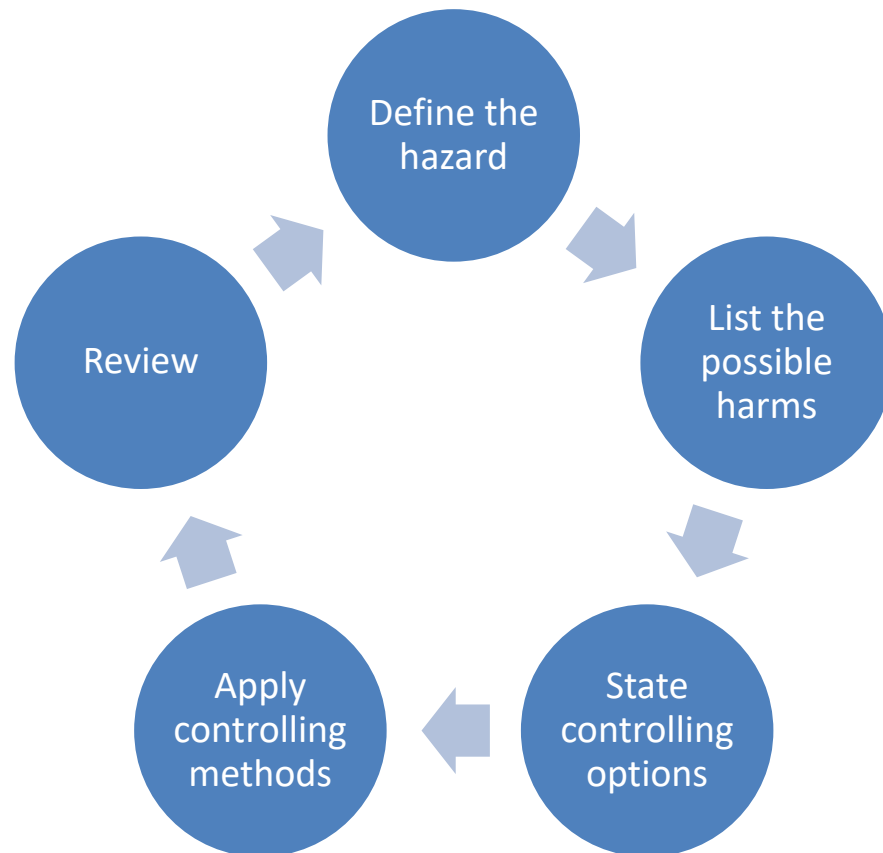 Define the
hazard
List the
possible
harms
State
controlling
options
Apply
controlling
methods
Review